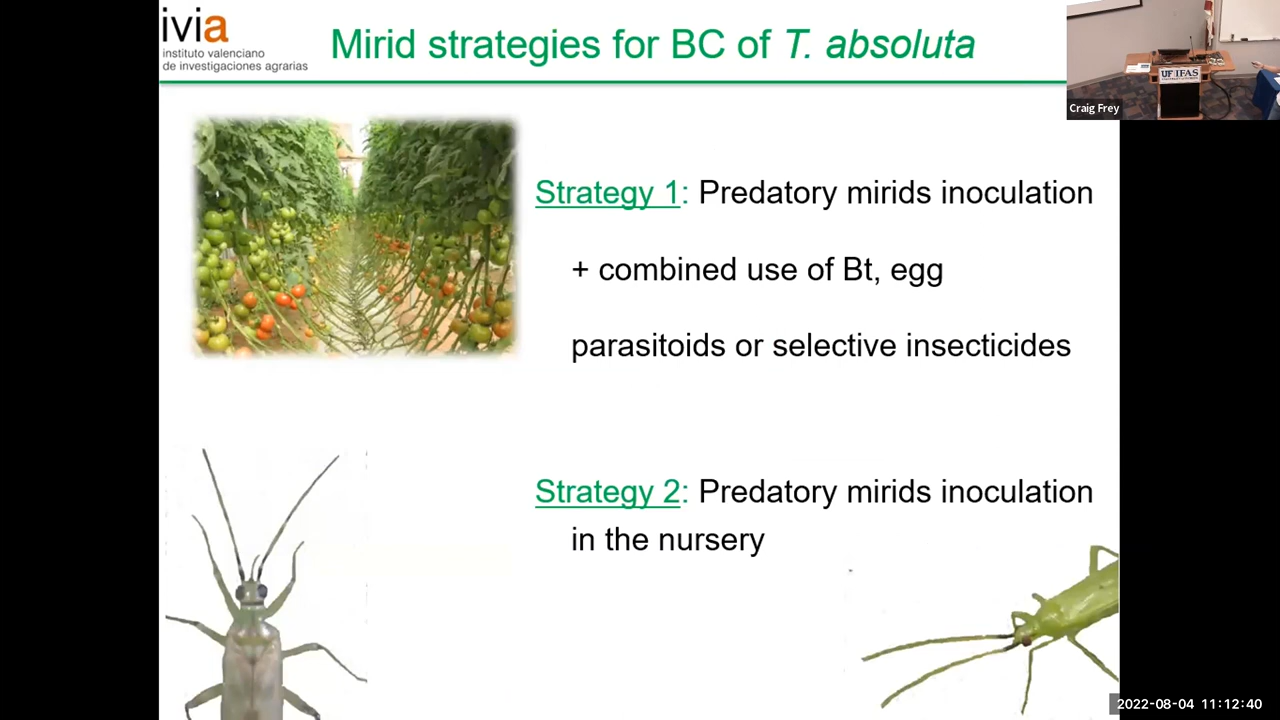 ivia
instituto valenciano
de investigaciones agrarias
Mirid strategies for BC of T. absoluta
UF IFAS
Craig Frey
Strategy 1: Predatory mirids inoculation
+ combined use of Bt, egg
parasitoids or selective insecticides
Strategy 2: Predatory mirids inoculation
in the nursery
2022-08-04 11:12:40